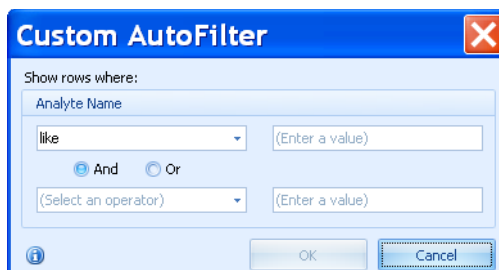 Custom AutoFilter
Show rows where:
Analyte Name
like (Enter a value)
And Or
(Select an operator) (Enter a value)
OK Cancel